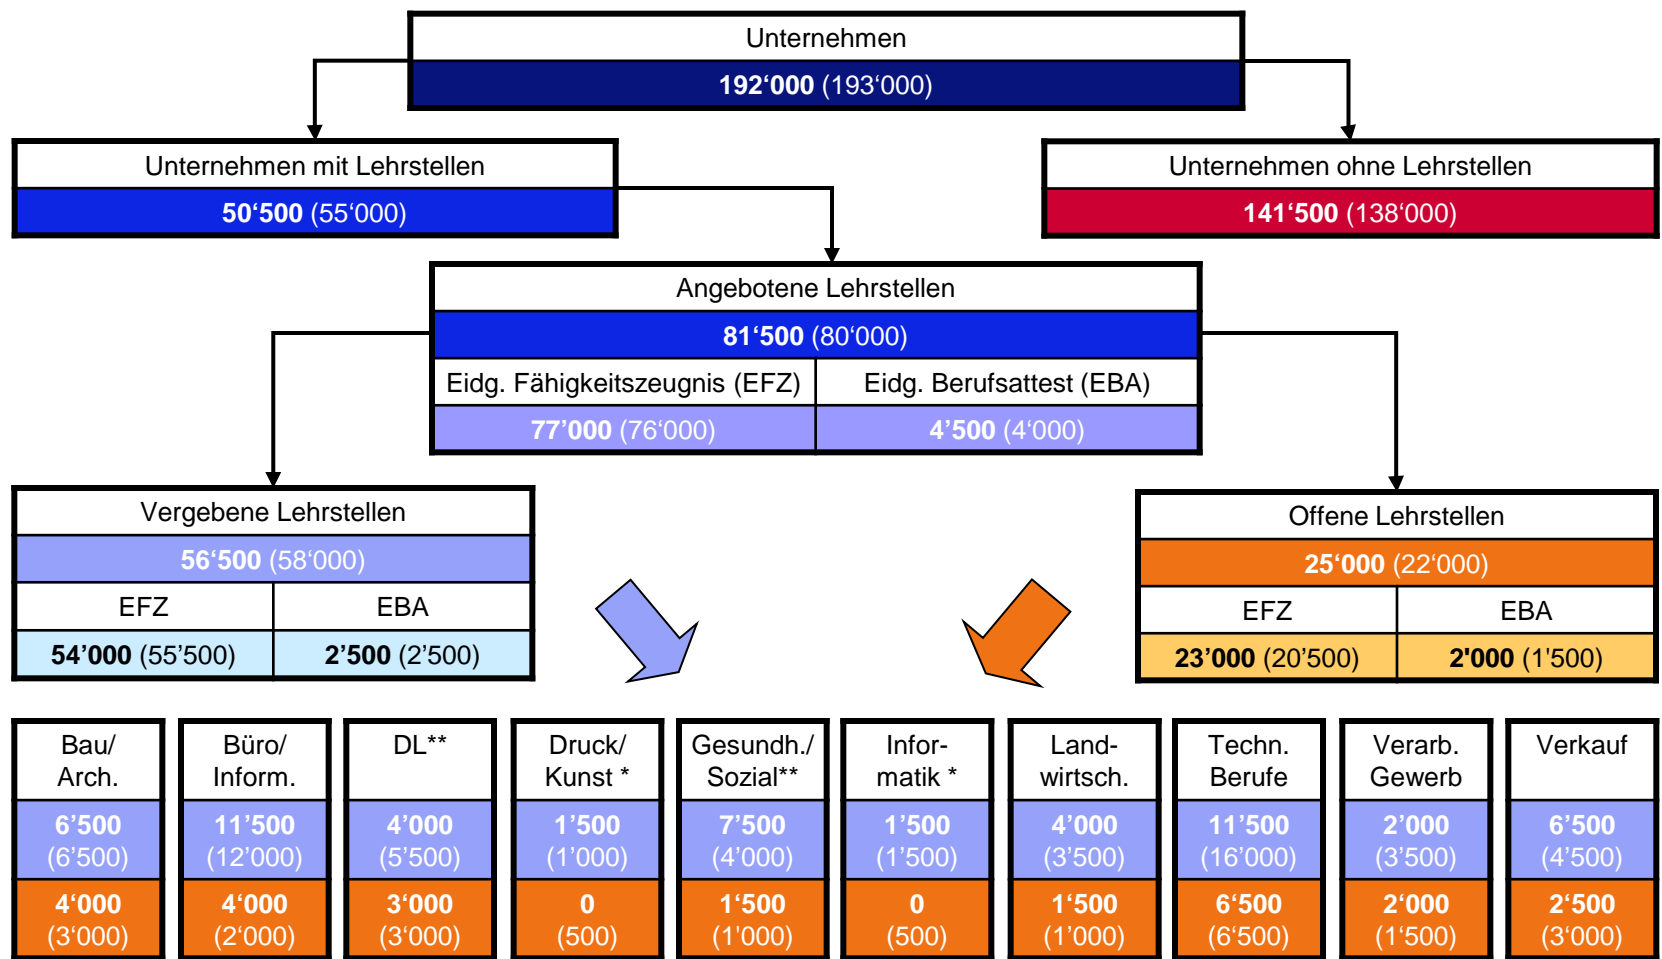 Unternehmen
192‘000 (193‘000)
Unternehmen mit Lehrstellen
50‘500 (55‘000)
Unternehmen ohne Lehrstellen
141‘500 (138‘000)
Angebotene Lehrstellen
81‘500 (80‘000)
Eidg. Fähigkeitszeugnis (EFZ)
Eidg. Berufsattest (EBA)
77’000 (76‘000)
4’500 (4‘000)
Vergebene Lehrstellen
56‘500 (58‘000)
EFZ
EBA
54’000 (55’500)
2’500 (2’500)
Offene Lehrstellen
25‘000 (22‘000)
EFZ
EBA
23’000 (20’500)
2'000 (1’500)
Bau/
Arch.
6’500
(6’500)
4‘000
(3‘000)
Büro/
Inform.
11’500
(12’000)
4‘000
(2‘000)
DL**
4’000
(5’500)
3‘000
(3‘000)
Druck/
Kunst *
1’500
(1’000)
0
(500)
Gesundh./
Sozial**
7’500
(4’000)
1‘500
(1‘000)
Infor-
matik *
1’500
(1’500)
0
(500)
Land-
wirtsch.
4’000
(3’500)
1‘500
(1‘000)
Techn.
Berufe
11’500
(16’000)
6‘500
(6‘500)
Verarb.
Gewerb
2’000
(3’500)
2‘000
(1‘500)
Verkauf
6’500
(4’500)
2‘500
(3‘000)